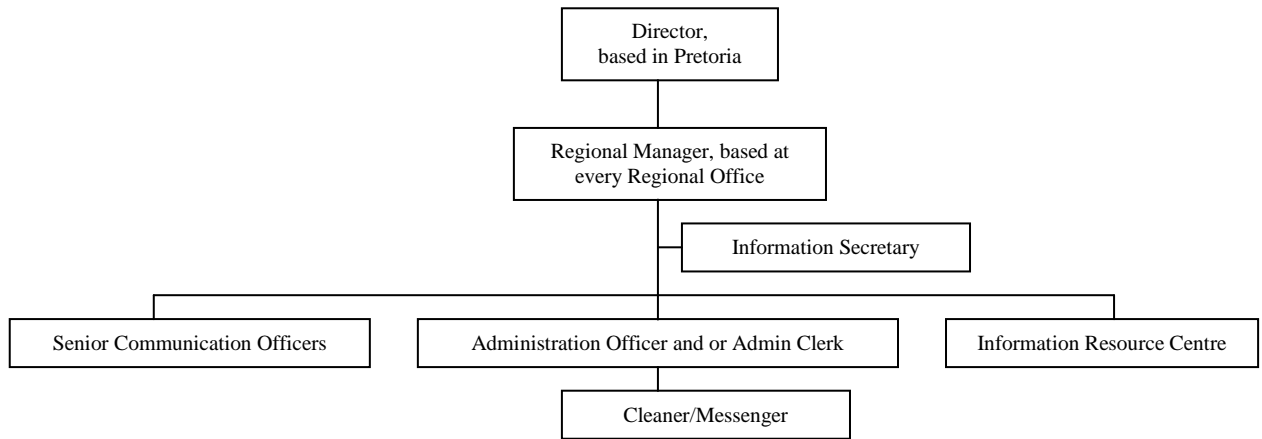 Director,
based in Pretoria
Regional Manager, based at
every Regional Office
Information Secretary
Senior Communication Officers
Administration Officer and or Admin Clerk
Information Resource Centre
Cleaner/Messenger